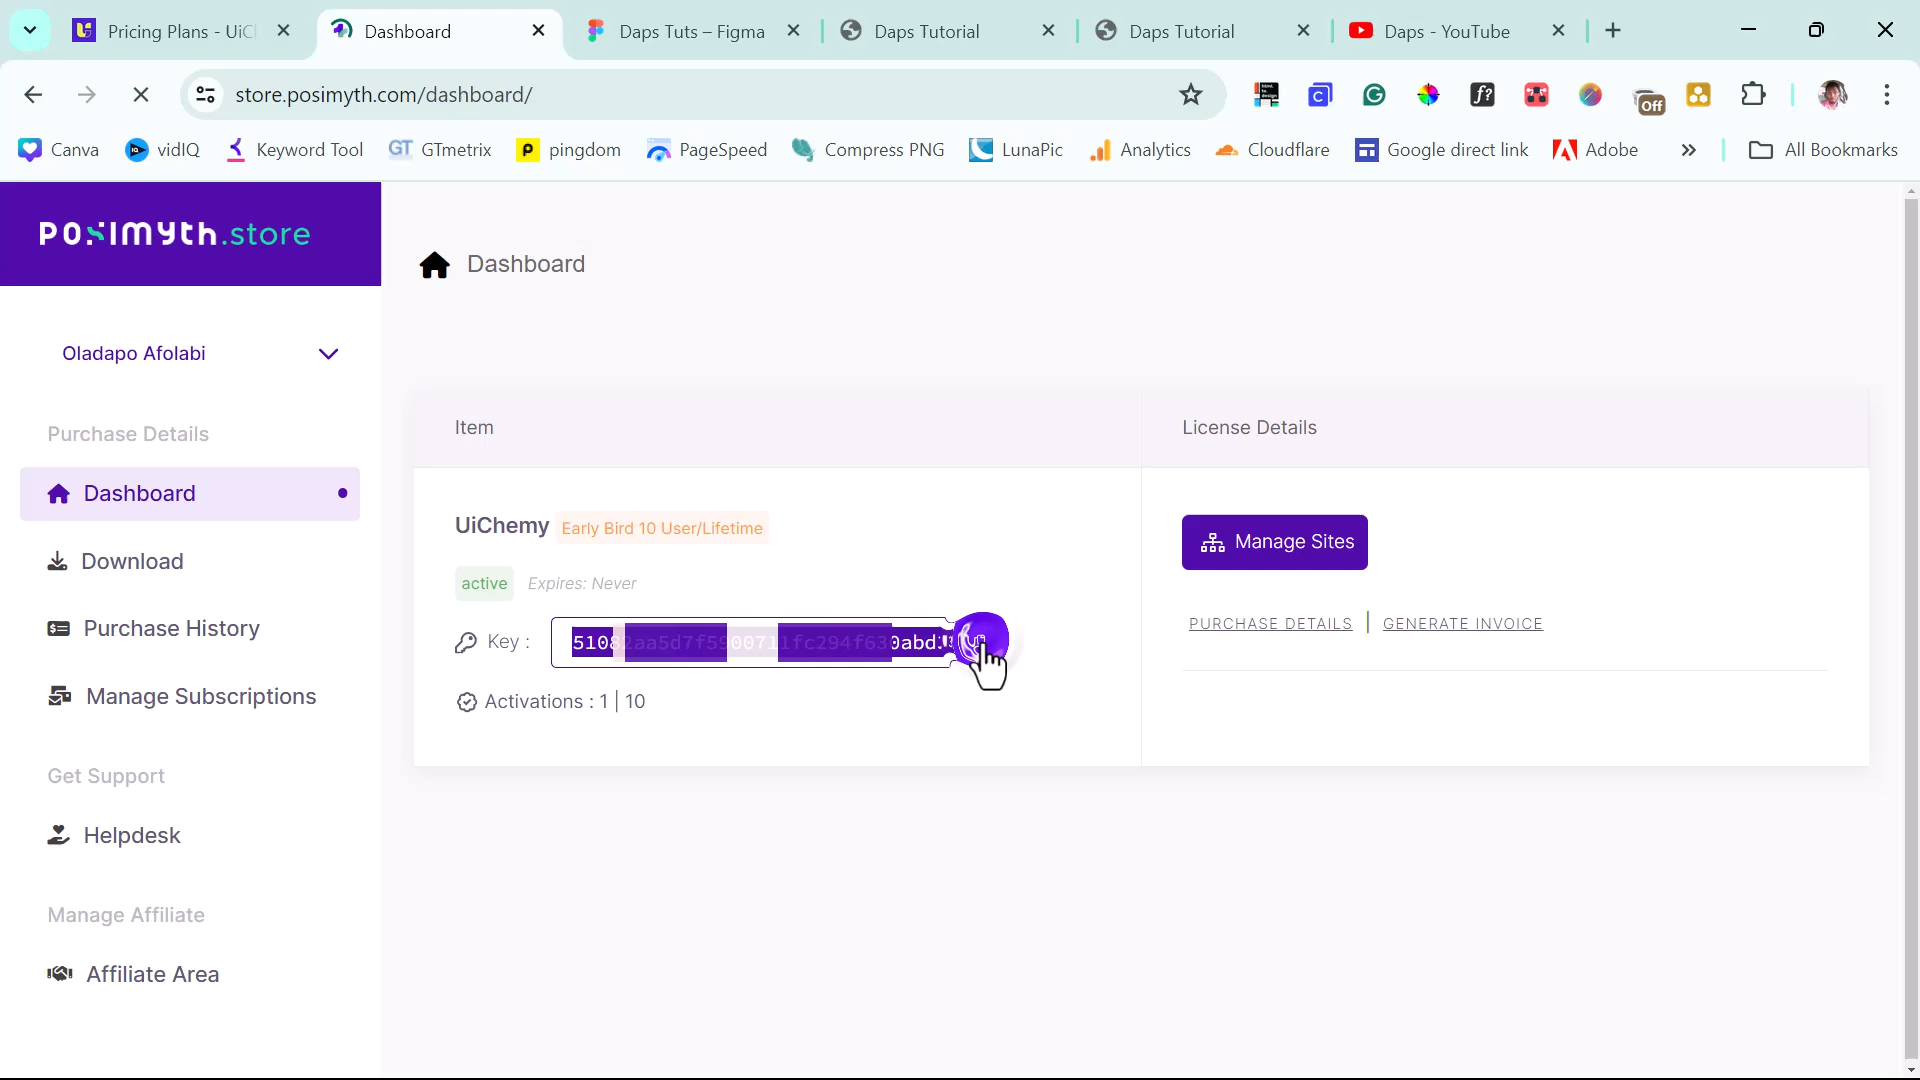 Pricing Plans - UiC
Dashboard
Daps Tuts – Figma
Daps Tutorial
Daps Tutorial
Daps - YouTube
store.posimyth.com/dashboard/
Off
Canva
vidIQ
Keyword Tool
GT GTmetrix
pingdom
PageSpeed
Compress PNG
LunaPic
Analytics
Cloudflare
Google direct link
Adobe
All Bookmarks
POSIMYth.store
Oladapo Afolabi
Purchase Details
Dashboard
Download
Purchase History
Manage Subscriptions
Get Support
Helpdesk
Manage Affiliate
Affiliate Area
Dashboard
Item
License Details
UiChemy Early Bird 10 User/Lifetime
active Expires: Never
Key :
Activations : 1 | 10
Manage Sites
PURCHASE DETAILS | GENERATE INVOICE